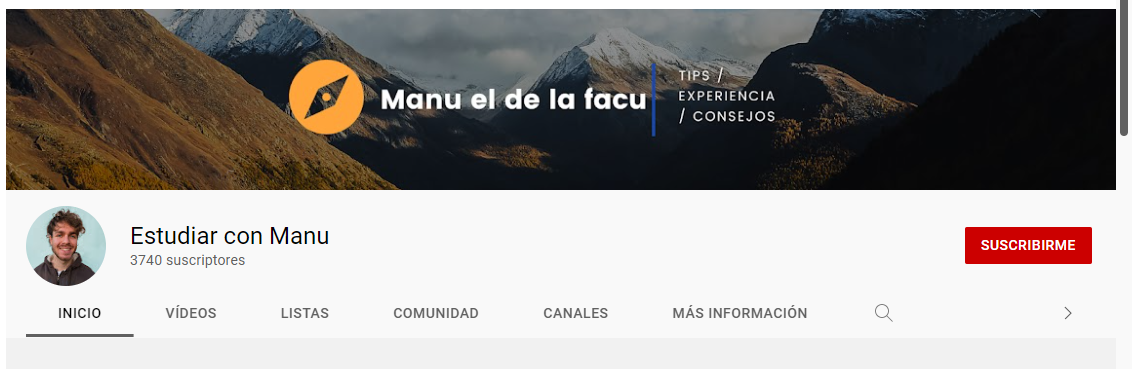 Manu el de la facu
TIPS /
EXPERIENCIA
/ CONSEJOS
Estudiar con Manu
3740 suscriptores
SUSCRIBIRME
INICIO VÍDEOS LISTAS COMUNIDAD CANALES MÁS INFORMACIÓN